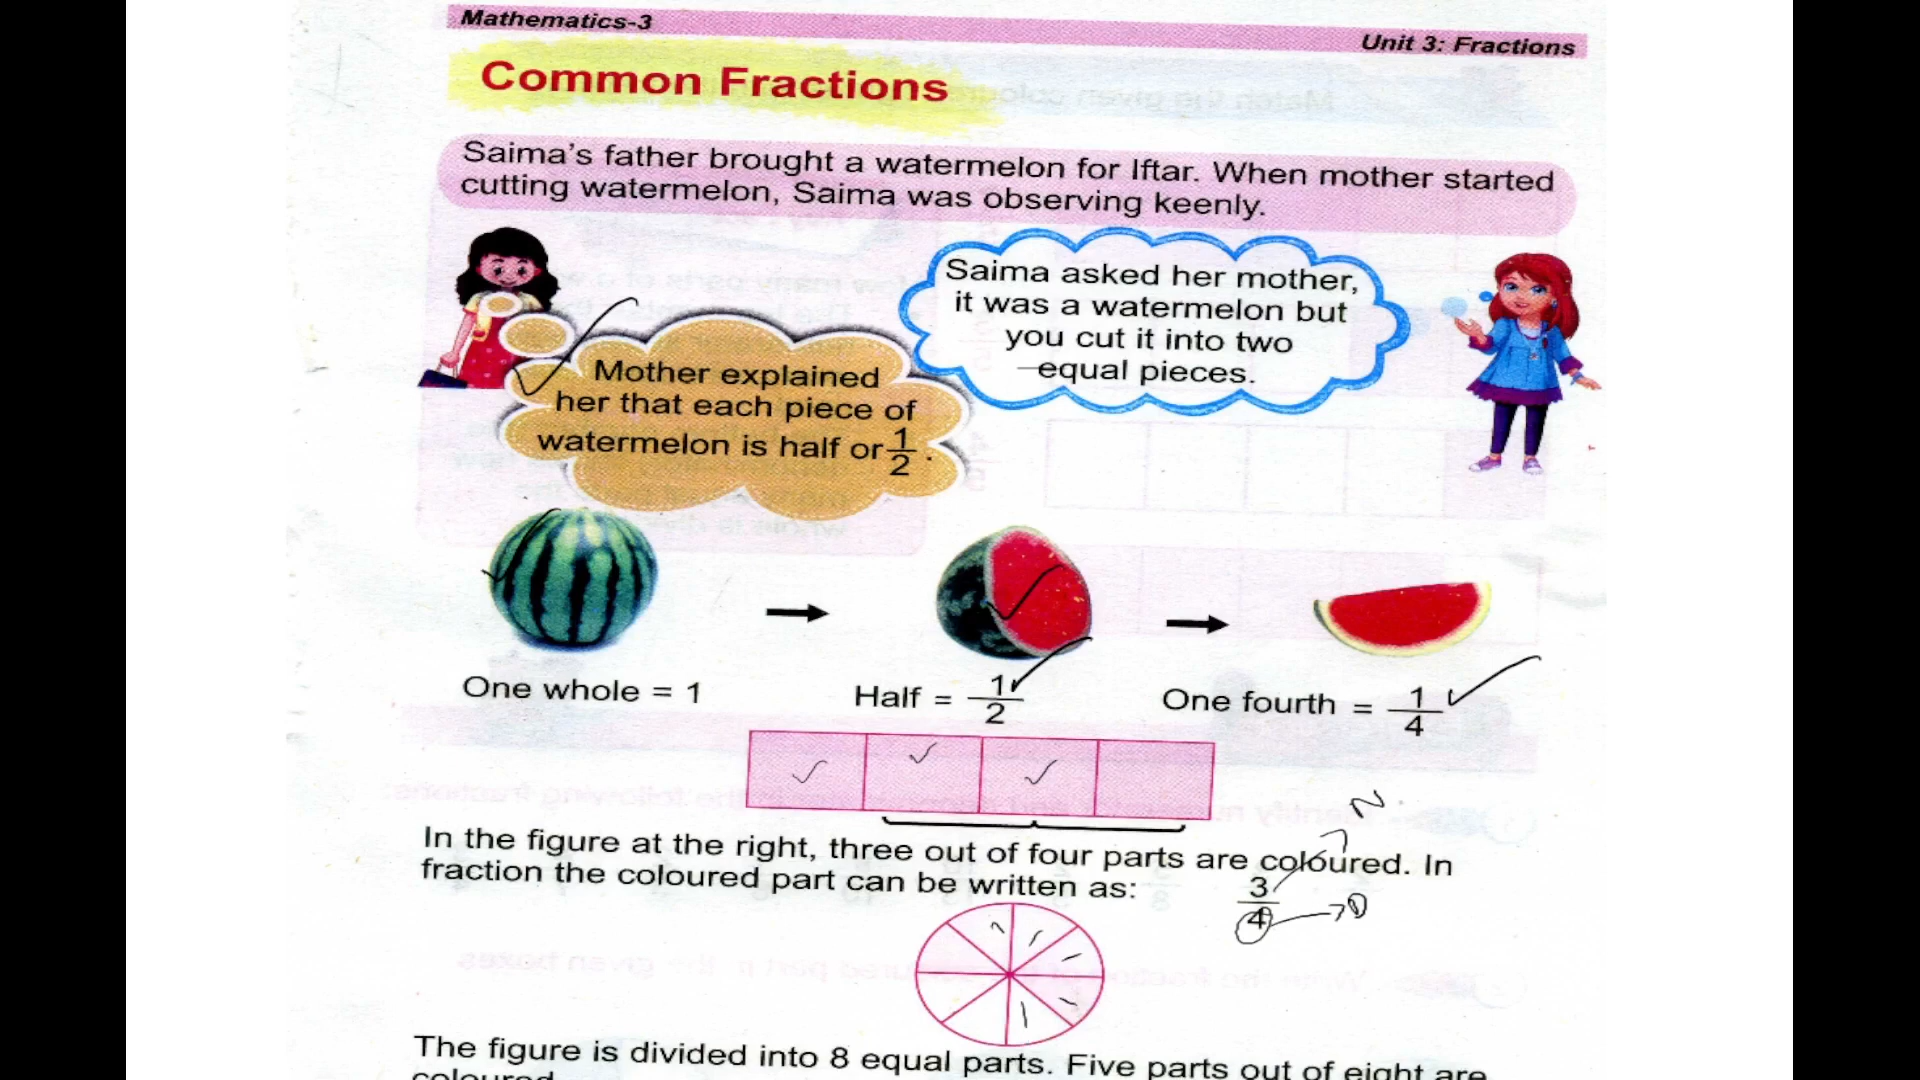 Mathematics-3
Unit 3: Fractions
Common Fractions
Saima's father brought a watermelon for Iftar. When mother started
cutting watermelon, Saima was observing keenly.
Saima asked her mother,
it was a watermelon but
you cut it into two
equal pieces.
Mother explained
her that each piece of
watermelon is half or 1/2.
One whole = 1
Half = 1/2
One fourth = 1/4
In the figure at the right, three out of four parts are coloured. In
fraction the coloured part can be written as:
3/4
N
D
The figure is divided into 8 equal parts. Five parts out of eight are
coloured